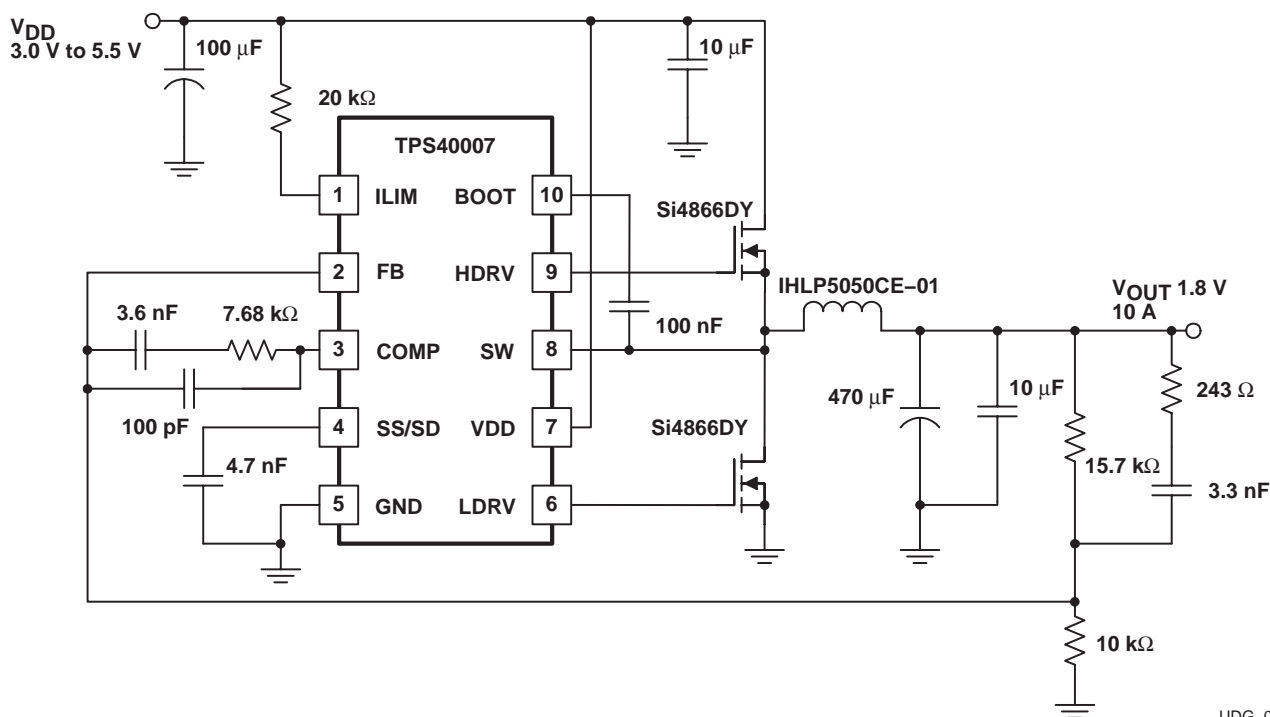 VDD
3.0 V to 5.5 V
100 μF
10 μF
20 kΩ
TPS40007
1 ILIM BOOT 10
Si4866DY
2 FB HDRV 9
IHLP5050CE–01
VOUT 1.8 V
10 A
3.6 nF
7.68 kΩ
100 nF
3 COMP SW 8
470 μF
10 μF
243 Ω
100 pF
Si4866DY
4 SS/SD VDD 7
4.7 nF
15.7 kΩ
3.3 nF
5 GND LDRV 6
10 kΩ